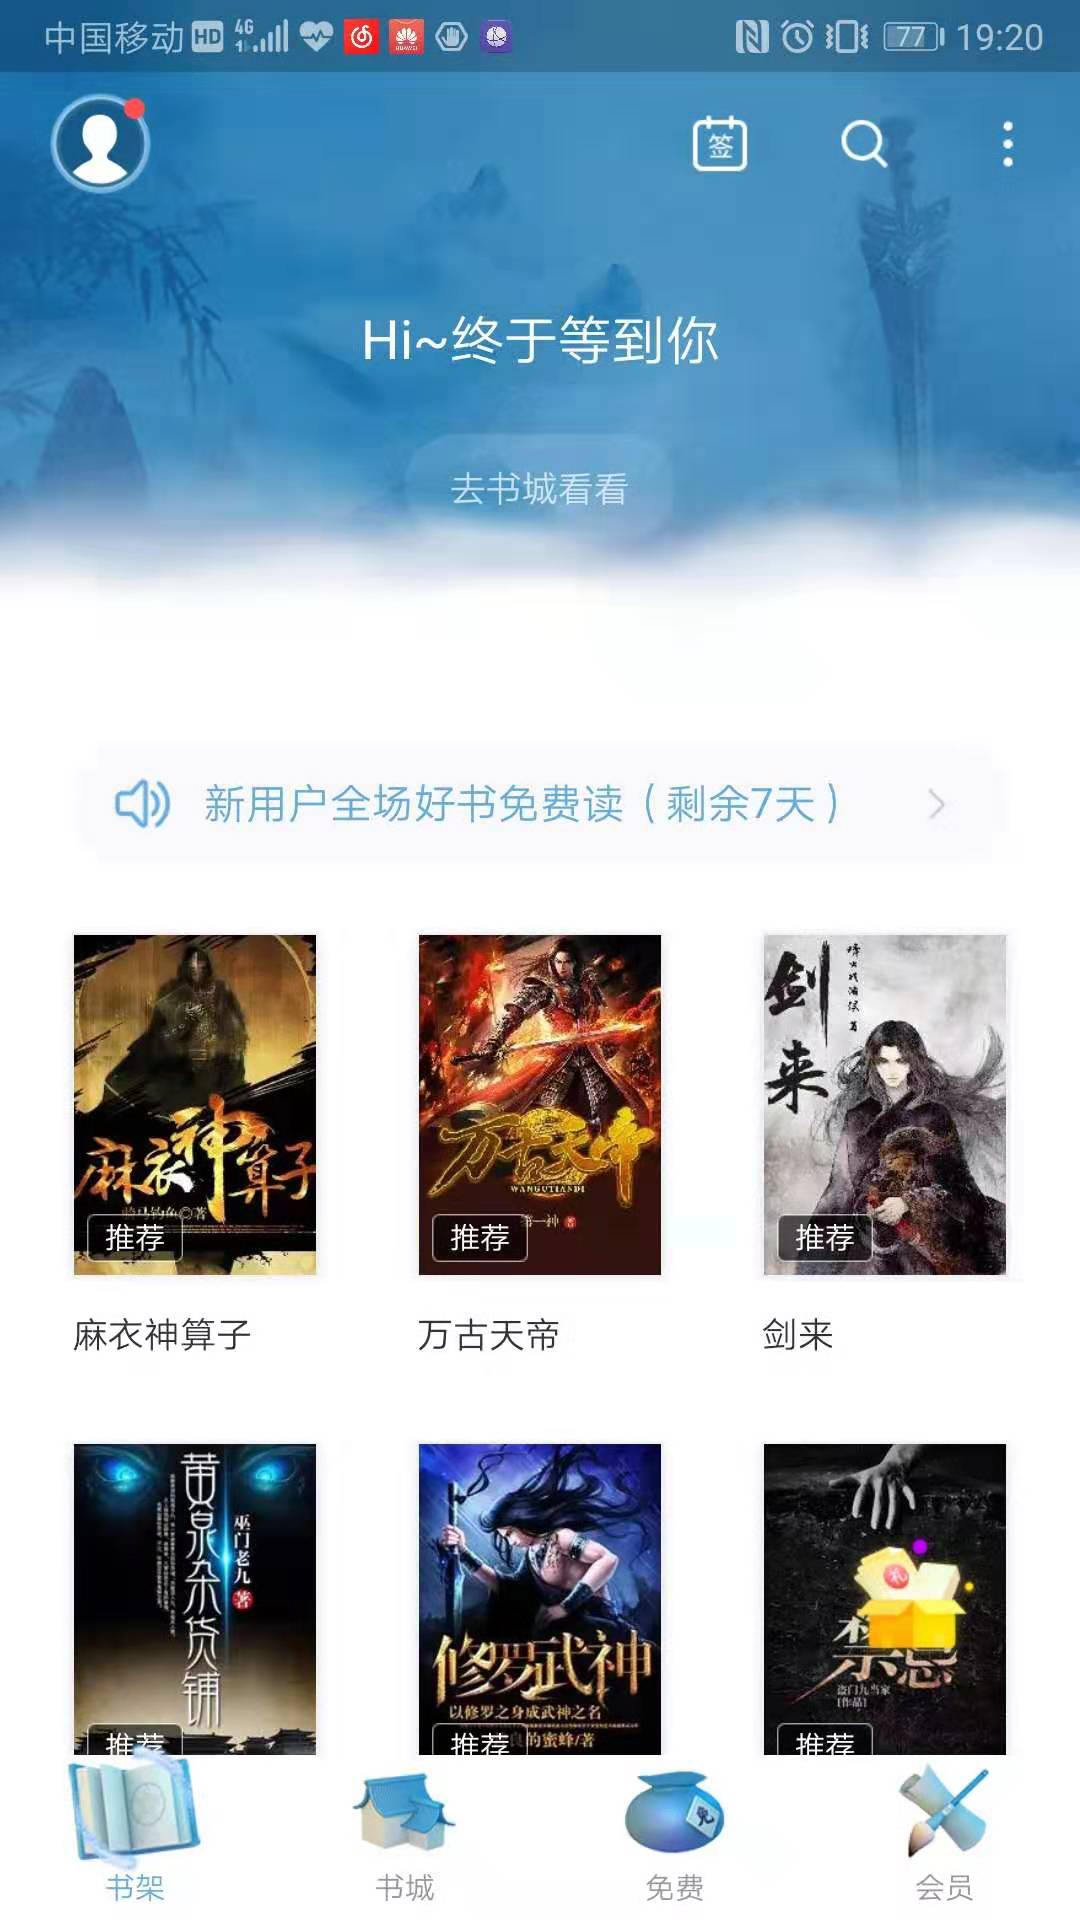 中国移动 HD 4G 77 19:20
签
Hi~终于等到你
去书城看看
新用户全场好书免费读（剩余7天）
麻衣神算子
骑马钓鱼◎著
推荐
万古天帝
WANGUTIANDI
第一神 著
推荐
剑来
烽火戏诸侯 著
推荐
麻衣神算子
万古天帝
剑来
黄泉杂货铺
巫门老九 著
推荐
修罗武神
以修罗之身成武神之名
的蜜蜂/著
推荐
禁忌
盗门九当家
[作品]
推荐
书架
书城
免费
会员